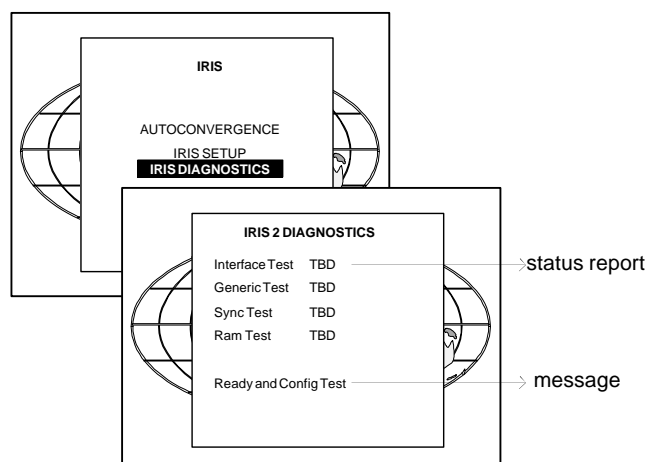 IRIS
AUTOCONVERGENCE
IRIS SETUP
IRIS DIAGNOSTICS
IRIS 2 DIAGNOSTICS
Interface Test TBD
status report
Generic Test TBD
Sync Test TBD
Ram Test TBD
Ready and Config Test
message